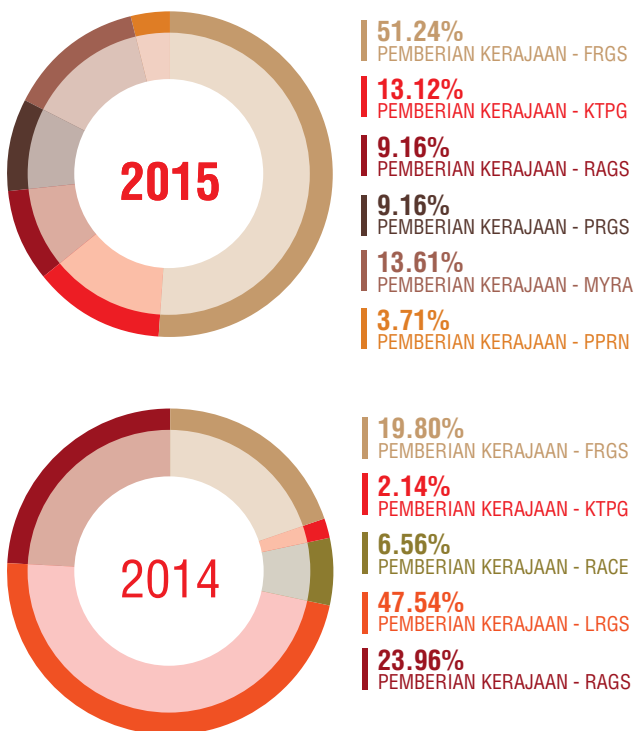 2015
51.24%
PEMBERIAN KERAJAAN - FRGS
13.12%
PEMBERIAN KERAJAAN - KTPG
9.16%
PEMBERIAN KERAJAAN - RAGS
9.16%
PEMBERIAN KERAJAAN - PRGS
13.61%
PEMBERIAN KERAJAAN - MYRA
3.71%
PEMBERIAN KERAJAAN - PPRN
2014
19.80%
PEMBERIAN KERAJAAN - FRGS
2.14%
PEMBERIAN KERAJAAN - KTPG
6.56%
PEMBERIAN KERAJAAN - RACE
47.54%
PEMBERIAN KERAJAAN - LRGS
23.96%
PEMBERIAN KERAJAAN - RAGS